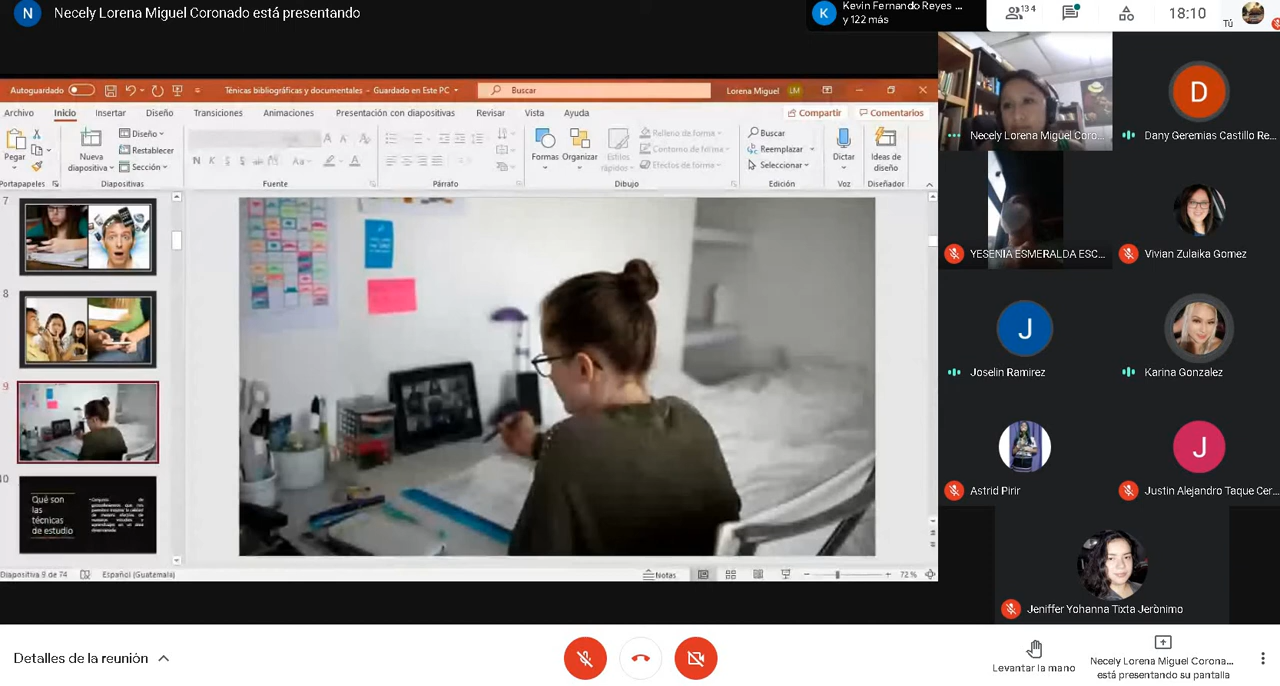 N Necely Lorena Miguel Coronado está presentando
K Kevin Fernando Reyes ...
y 122 más
134
18:10
Tú
Autoguardado
Ténicas bibliográficas y documentales – Guardado en Este PC
Buscar
Lorena Miguel LM
Archivo Inicio Insertar Diseño Transiciones Animaciones Presentación con diapositivas Revisar Vista Ayuda
Compartir Comentarios
Pegar
Nueva
diapositiva
Diseño
Restablecer
Sección
N K S S ab
Aa
A A
Formas Organizar Estilos
rápidos
Relleno de forma
Contorno de forma
Efectos de forma
Buscar
Reemplazar
Seleccionar
Dictar
Ideas de
diseño
Portapapeles Diapositivas Fuente Párrafo Dibujo Edición Voz Diseñador
7
8
9
10
Qué son
las
técnicas
de estudio
Diapositiva 9 de 74
Español (Guatemala)
Notas
72 %
Necely Lorena Miguel Coro...
D
Dany Geremias Castillo Re...
YESENIA ESMERALDA ESC...
Vivian Zulaika Gomez
J
Joselin Ramirez
Karina Gonzalez
Astrid Pirir
J
Justin Alejandro Taque Cer...
Jeniffer Yohanna Tixta Jerònimo
Detalles de la reunión
Levantar la mano
Necely Lorena Miguel Corona...
está presentando su pantalla